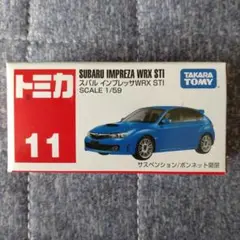 トミカ
SUBARU IMPREZA WRX STi
スバル インプレッサWRX STI
SCALE 1/59
TAKARA
TOMY
11
サスペンション/ボンネット開閉